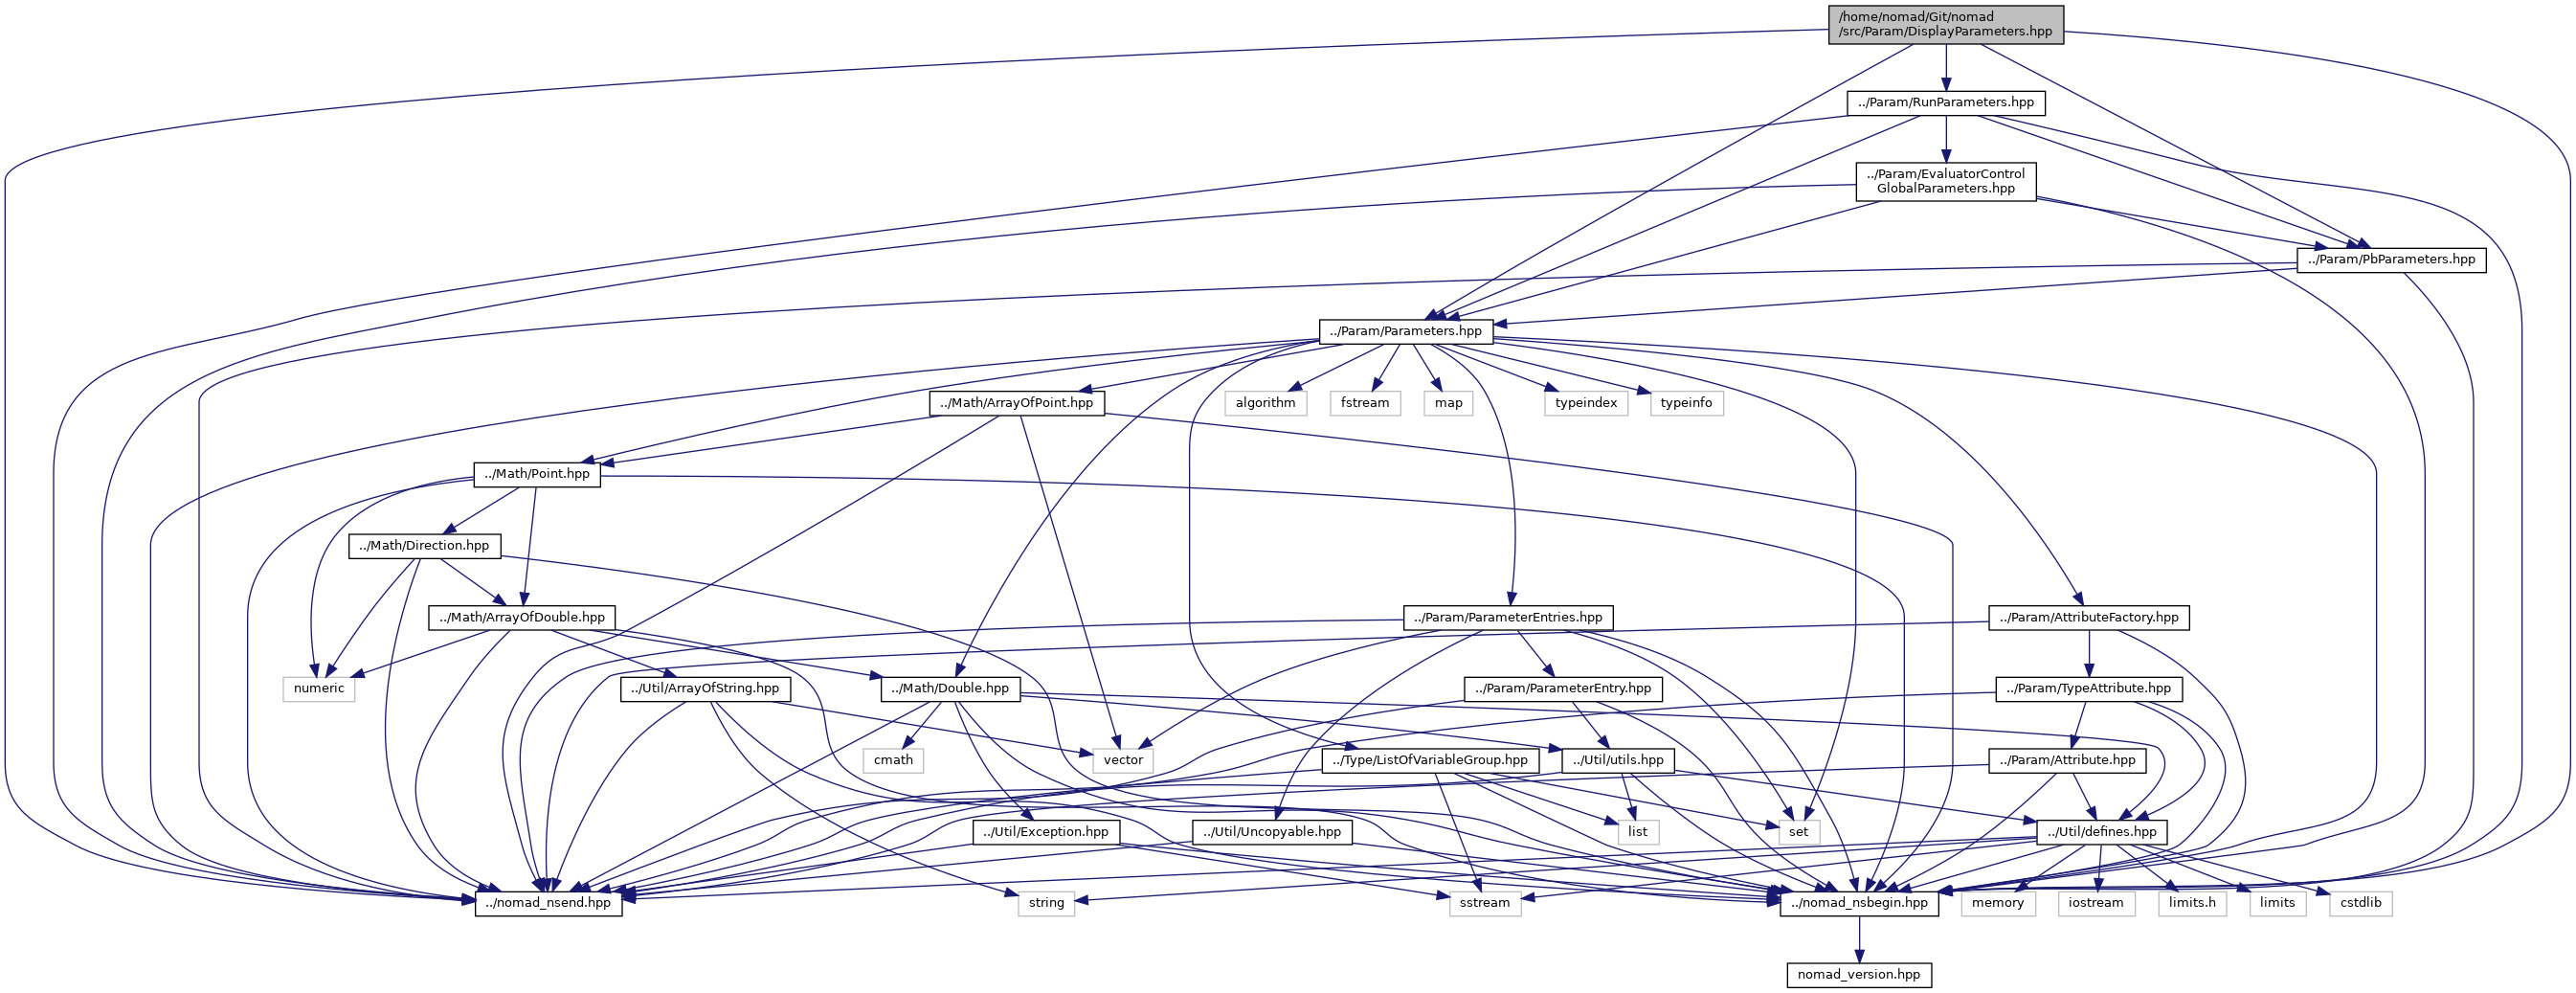 /home/nomad/Git/nomad
/src/Param/DisplayParameters.hpp
../Param/RunParameters.hpp
../Param/EvaluatorControl
GlobalParameters.hpp
../Param/PbParameters.hpp
../Param/Parameters.hpp
../Math/ArrayOfPoint.hpp
algorithm
fstream
map
typeindex
typeinfo
../Math/Point.hpp
../Math/Direction.hpp
../Math/ArrayOfDouble.hpp
../Param/ParameterEntries.hpp
../Param/AttributeFactory.hpp
numeric
../Util/ArrayOfString.hpp
../Math/Double.hpp
../Param/ParameterEntry.hpp
../Param/TypeAttribute.hpp
cmath
vector
../Type/ListOfVariableGroup.hpp
../Util/utils.hpp
../Param/Attribute.hpp
../Util/Exception.hpp
../Util/Uncopyable.hpp
list
set
../Util/defines.hpp
../nomad_nsend.hpp
string
sstream
../nomad_nsbegin.hpp
memory
iostream
limits.h
limits
cstdlib
nomad_version.hpp